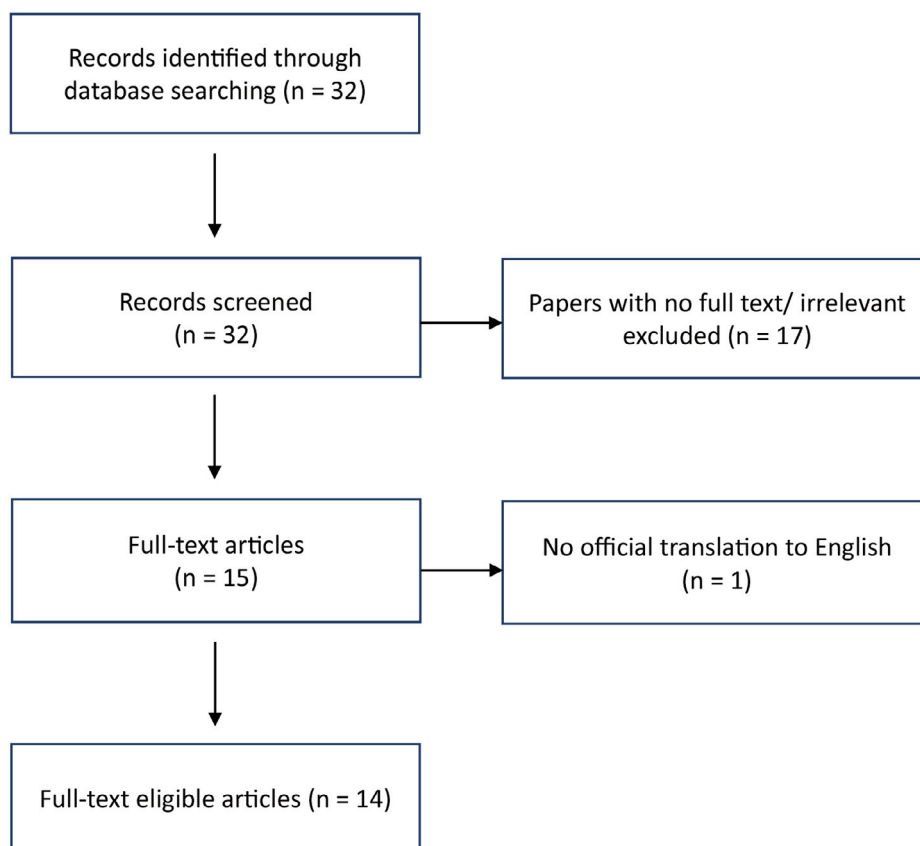 Records identified through
database searching (n = 32)
Records screened
(n = 32)
Papers with no full text/ irrelevant
excluded (n = 17)
Full-text articles
(n = 15)
No official translation to English
(n = 1)
Full-text eligible articles (n = 14)